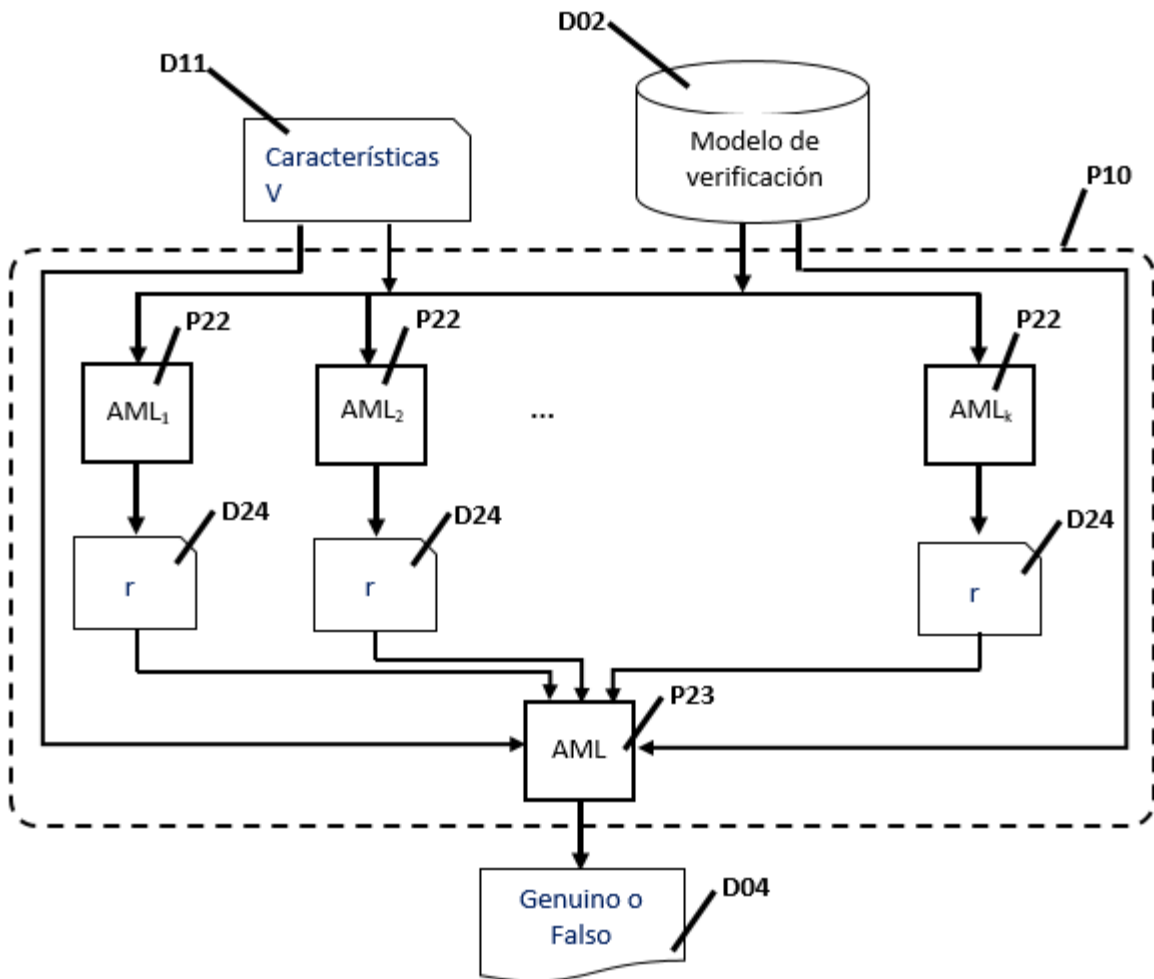 D02
D11
Características
V
Modelo de
verificación
P10
P22
P22
P22
AML₁
AML₂
...
AMLₖ
D24
D24
D24
r
r
r
P23
AML
D04
Genuino o
Falso